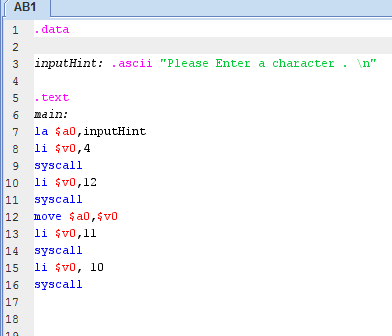 AB1
1 .data
2
3 inputHint: .ascii "Please Enter a character . \n"
4
5 .text
6 main:
7 la $a0,inputHint
8 li $v0,4
9 syscall
10 li $v0,12
11 syscall
12 move $a0,$v0
13 li $v0,11
14 syscall
15 li $v0, 10
16 syscall
17
18
19